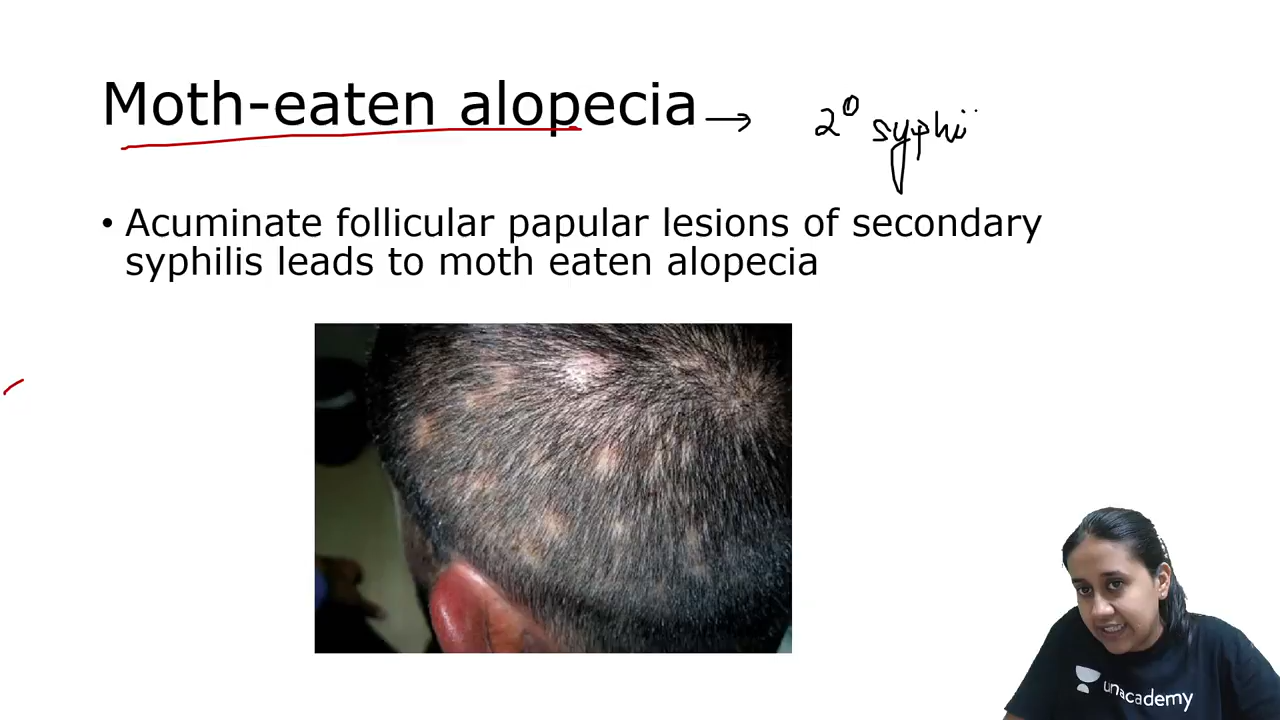 Moth-eaten alopecia → 2⁰ syphi
• Acuminate follicular papular lesions of secondary
syphilis leads to moth eaten alopecia
unacademy